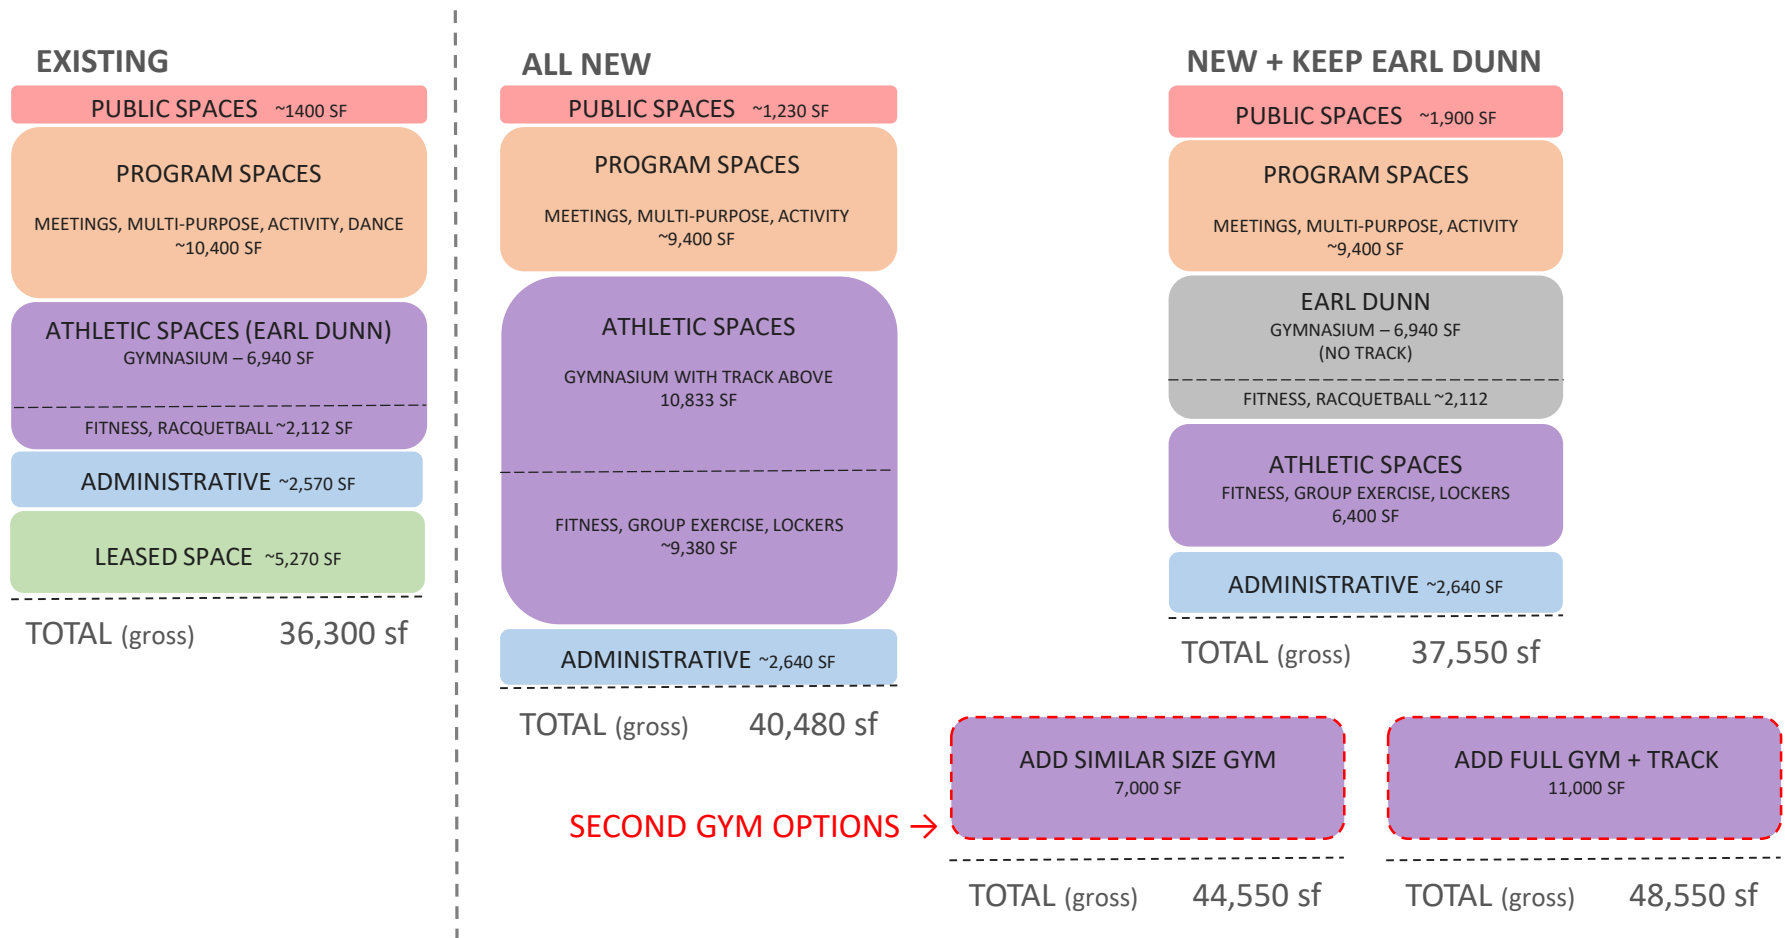 EXISTING
PUBLIC SPACES ~1400 SF
PROGRAM SPACES
MEETINGS, MULTI-PURPOSE, ACTIVITY, DANCE
~10,400 SF
ATHLETIC SPACES (EARL DUNN)
GYMNASIUM – 6,940 SF
FITNESS, RACQUETBALL ~2,112 SF
ADMINISTRATIVE ~2,570 SF
LEASED SPACE ~5,270 SF
TOTAL (gross) 36,300 sf
ALL NEW
PUBLIC SPACES ~1,230 SF
PROGRAM SPACES
MEETINGS, MULTI-PURPOSE, ACTIVITY
~9,400 SF
ATHLETIC SPACES
GYMNASIUM WITH TRACK ABOVE
10,833 SF
FITNESS, GROUP EXERCISE, LOCKERS
~9,380 SF
ADMINISTRATIVE ~2,640 SF
TOTAL (gross) 40,480 sf
NEW + KEEP EARL DUNN
PUBLIC SPACES ~1,900 SF
PROGRAM SPACES
MEETINGS, MULTI-PURPOSE, ACTIVITY
~9,400 SF
EARL DUNN
GYMNASIUM – 6,940 SF
(NO TRACK)
FITNESS, RACQUETBALL ~2,112
ATHLETIC SPACES
FITNESS, GROUP EXERCISE, LOCKERS
6,400 SF
ADMINISTRATIVE ~2,640 SF
TOTAL (gross) 37,550 sf
SECOND GYM OPTIONS →
ADD SIMILAR SIZE GYM
7,000 SF
TOTAL (gross) 44,550 sf
ADD FULL GYM + TRACK
11,000 SF
TOTAL (gross) 48,550 sf